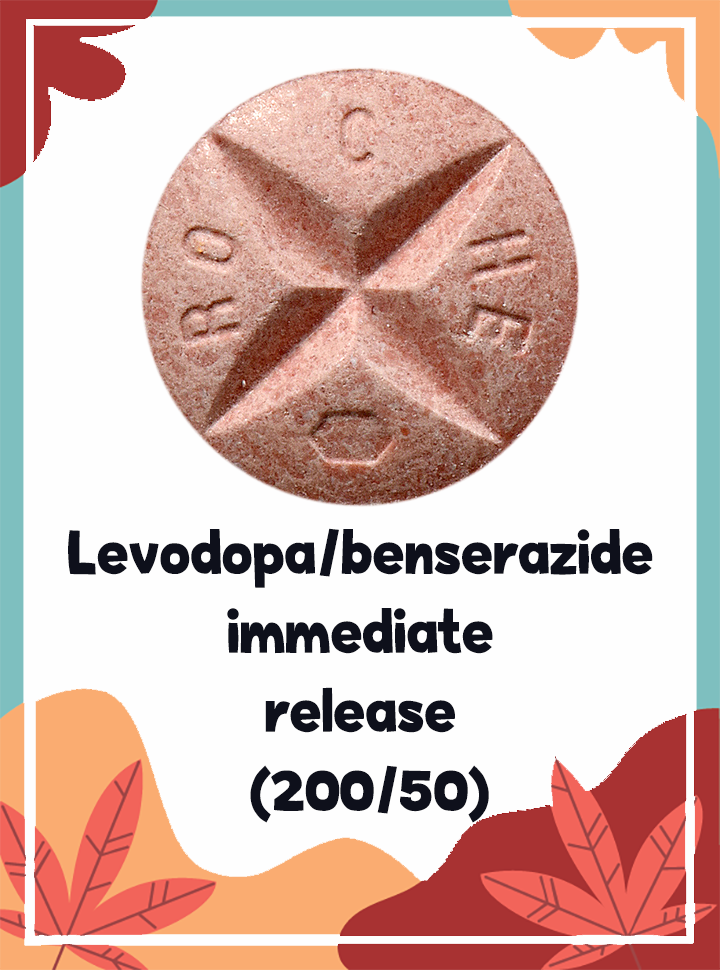 C
RO
HE
Levodopa/benserazide
immediate
release
(200/50)